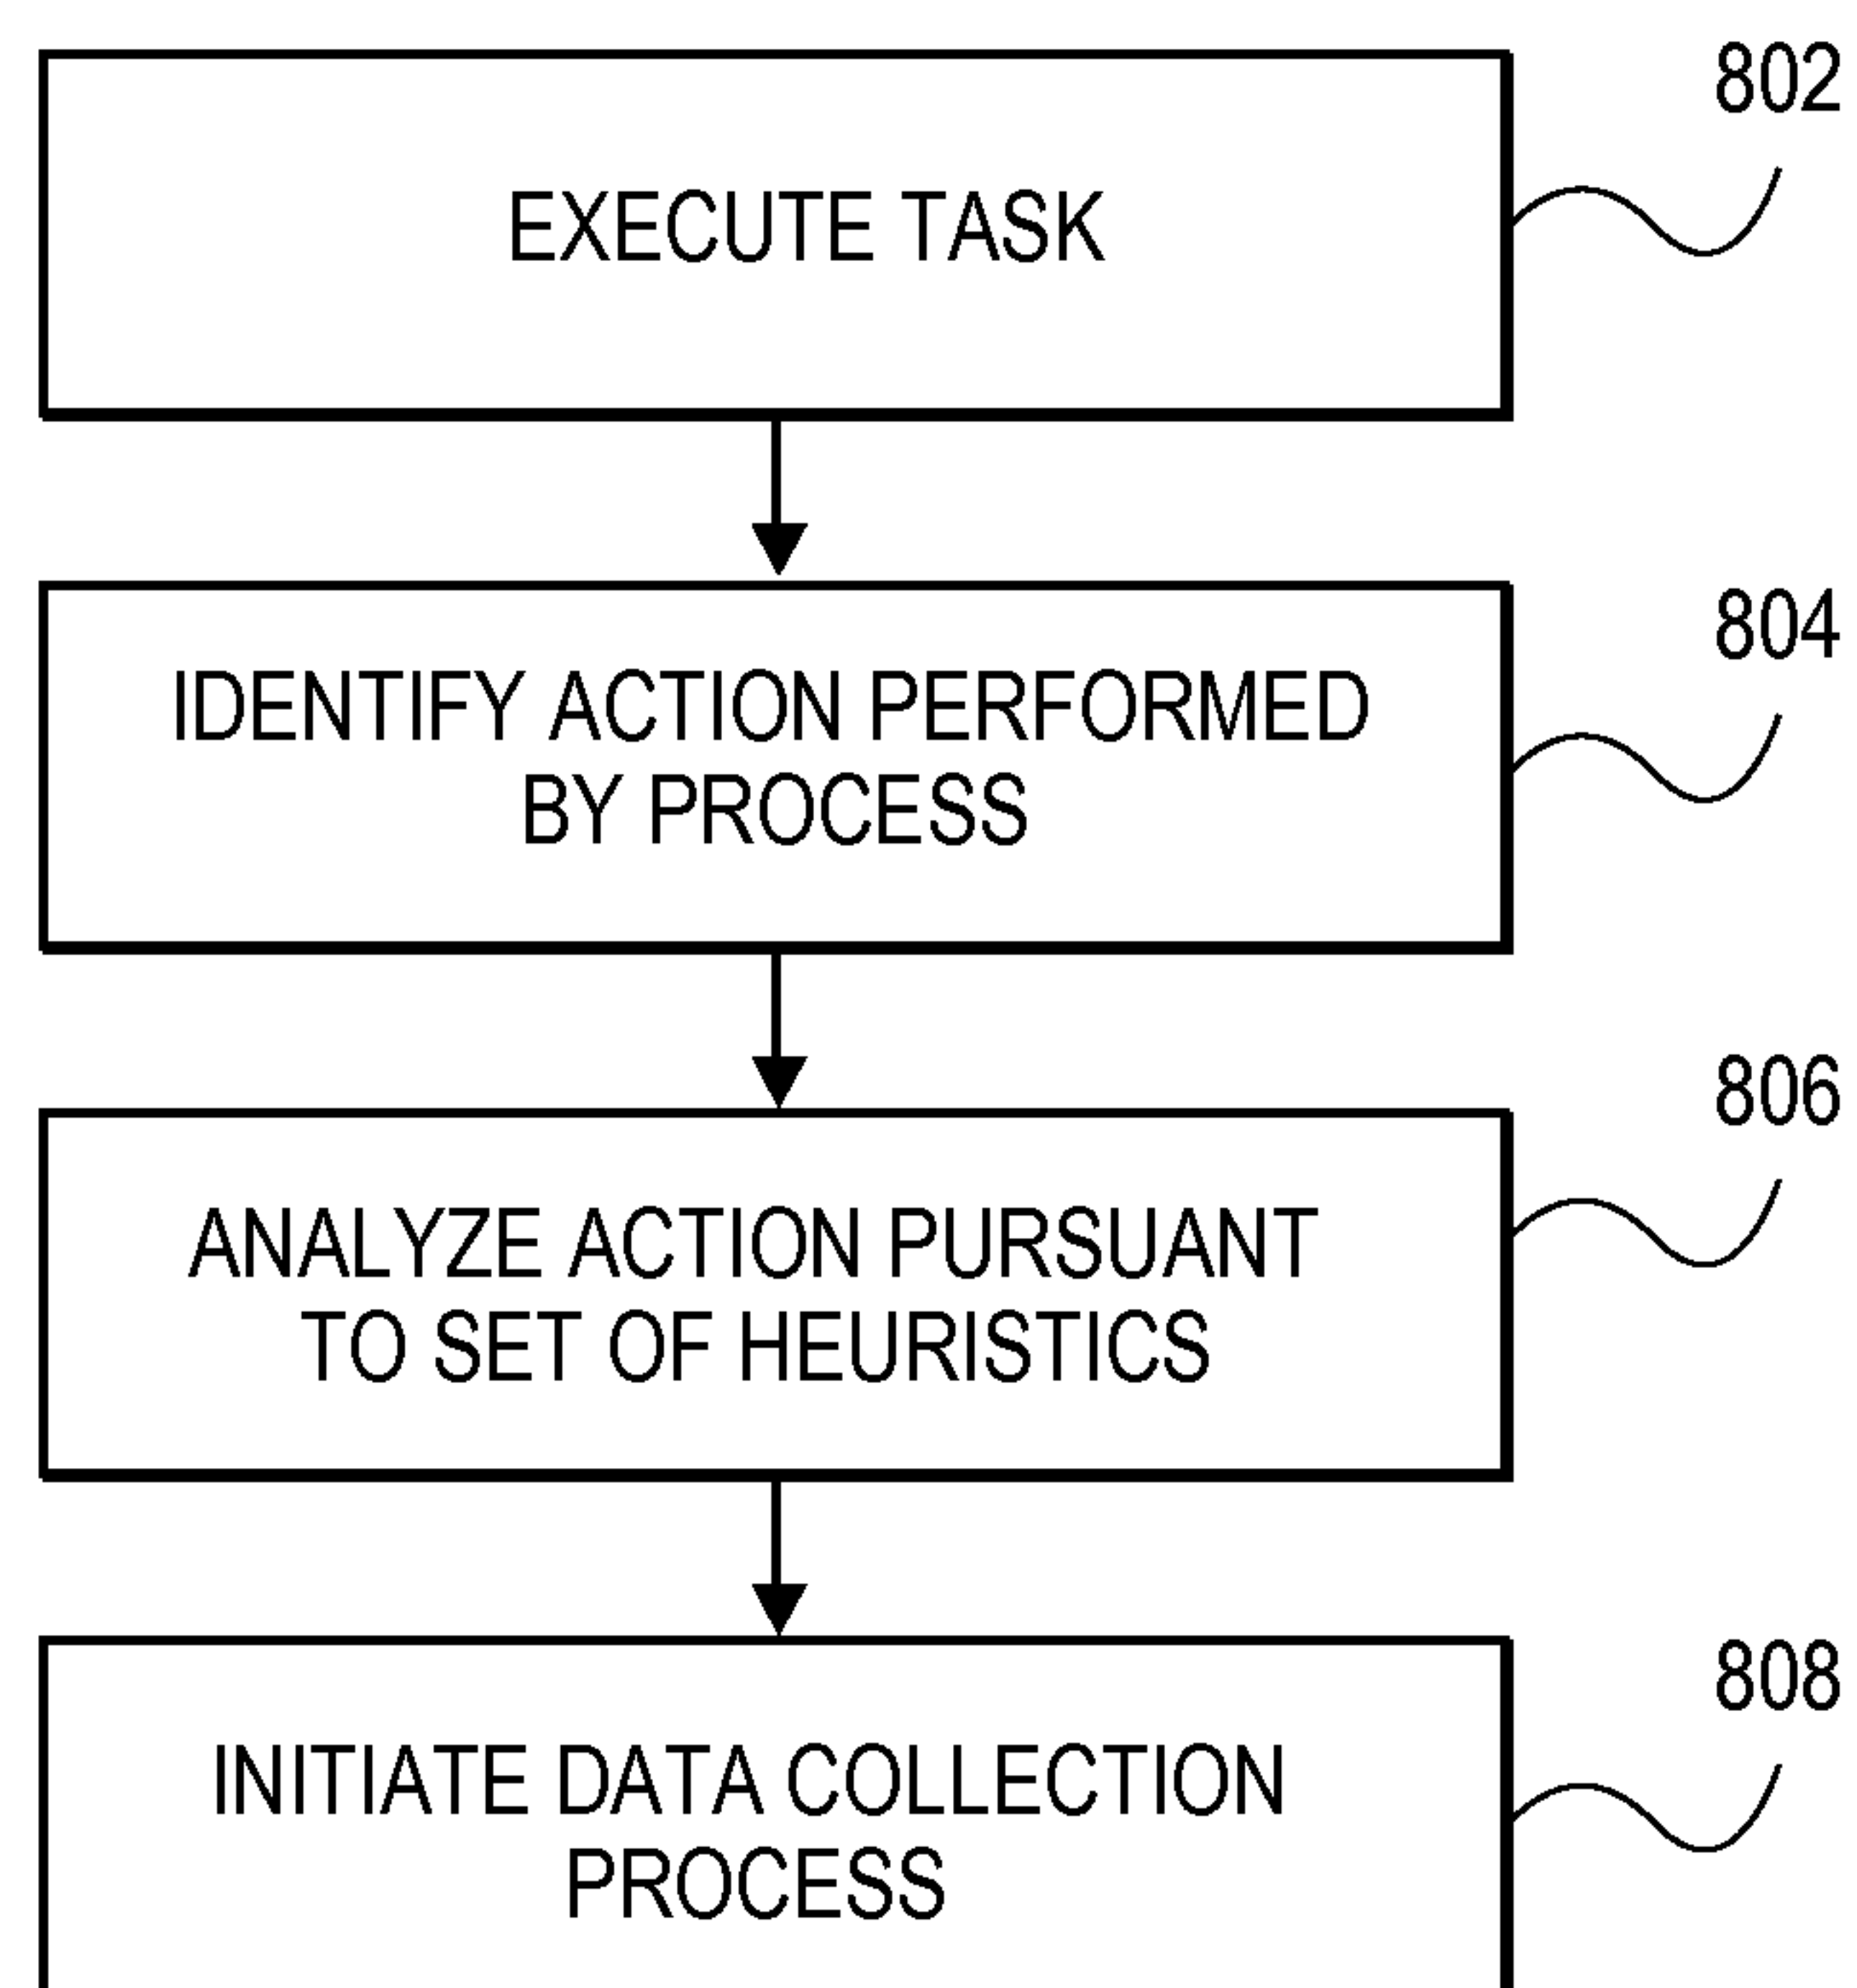 802
EXECUTE TASK
804
IDENTIFY ACTION PERFORMED
BY PROCESS
806
ANALYZE ACTION PURSUANT
TO SET OF HEURISTICS
808
INITIATE DATA COLLECTION
PROCESS